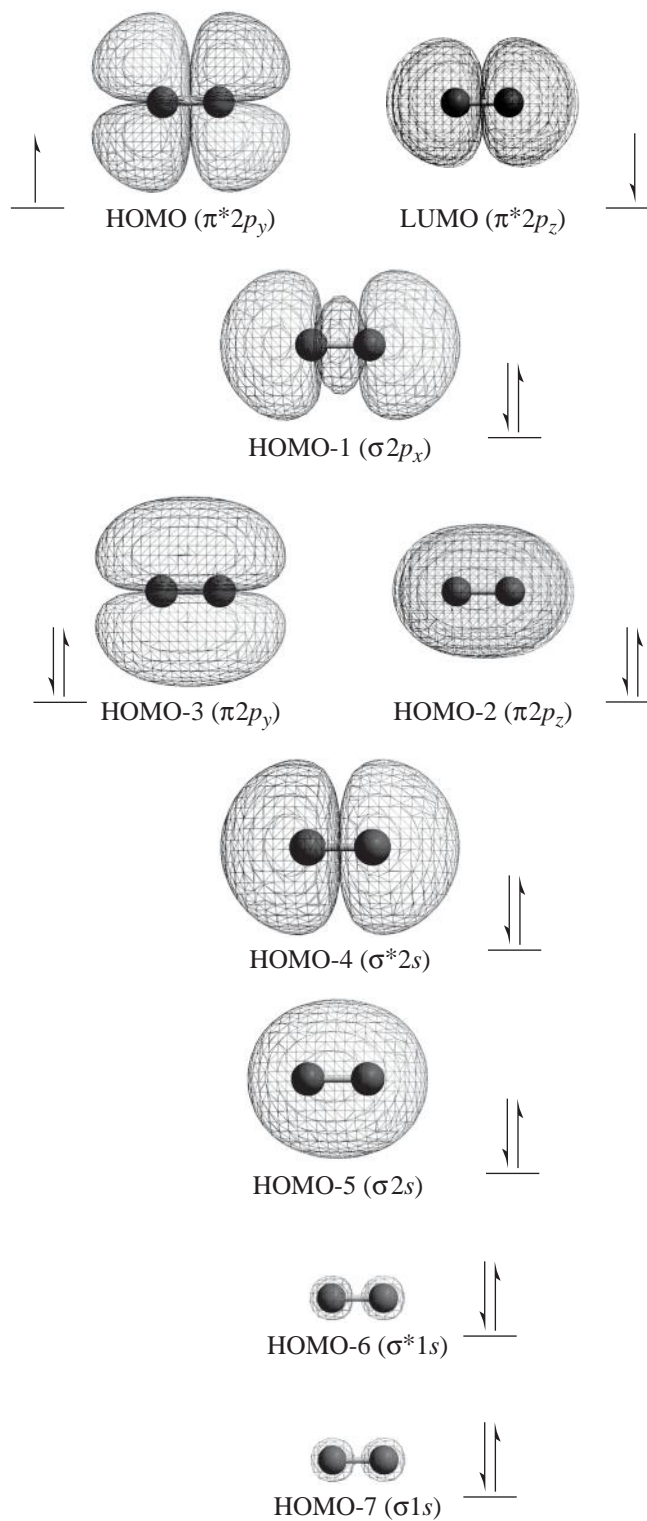 HOMO (π*2p_y) LUMO (π*2p_z)
HOMO-1 (σ2p_x)
HOMO-3 (π2p_y) HOMO-2 (π2p_z)
HOMO-4 (σ*2s)
HOMO-5 (σ2s)
HOMO-6 (σ*1s)
HOMO-7 (σ1s)